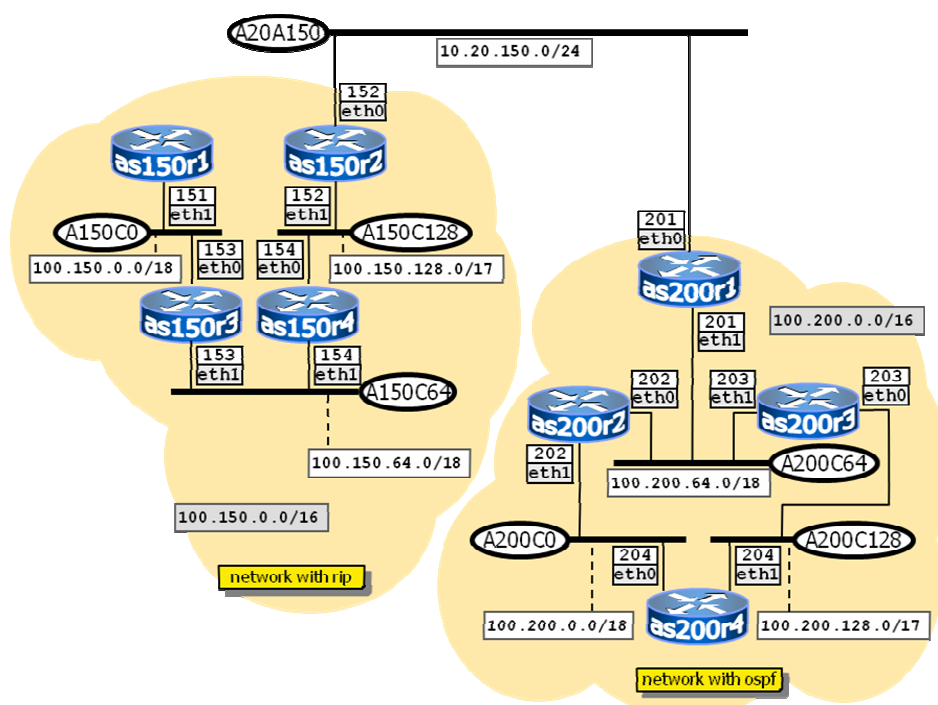 A20A150
10.20.150.0/24
152
eth0
as150r1
as150r2
151
eth1
152
eth1
A150C0
A150C128
153
eth0
154
eth0
100.150.0.0/18
100.150.128.0/17
as150r3
as150r4
153
eth1
154
eth1
A150C64
100.150.64.0/18
100.150.0.0/16
network with rip
201
eth0
as200r1
201
eth1
100.200.0.0/16
202
eth0
203
eth1
203
eth0
as200r2
as200r3
202
eth1
A200C64
100.200.64.0/18
A200C0
A200C128
204
eth0
204
eth1
100.200.0.0/18
as200r4
100.200.128.0/17
network with ospf